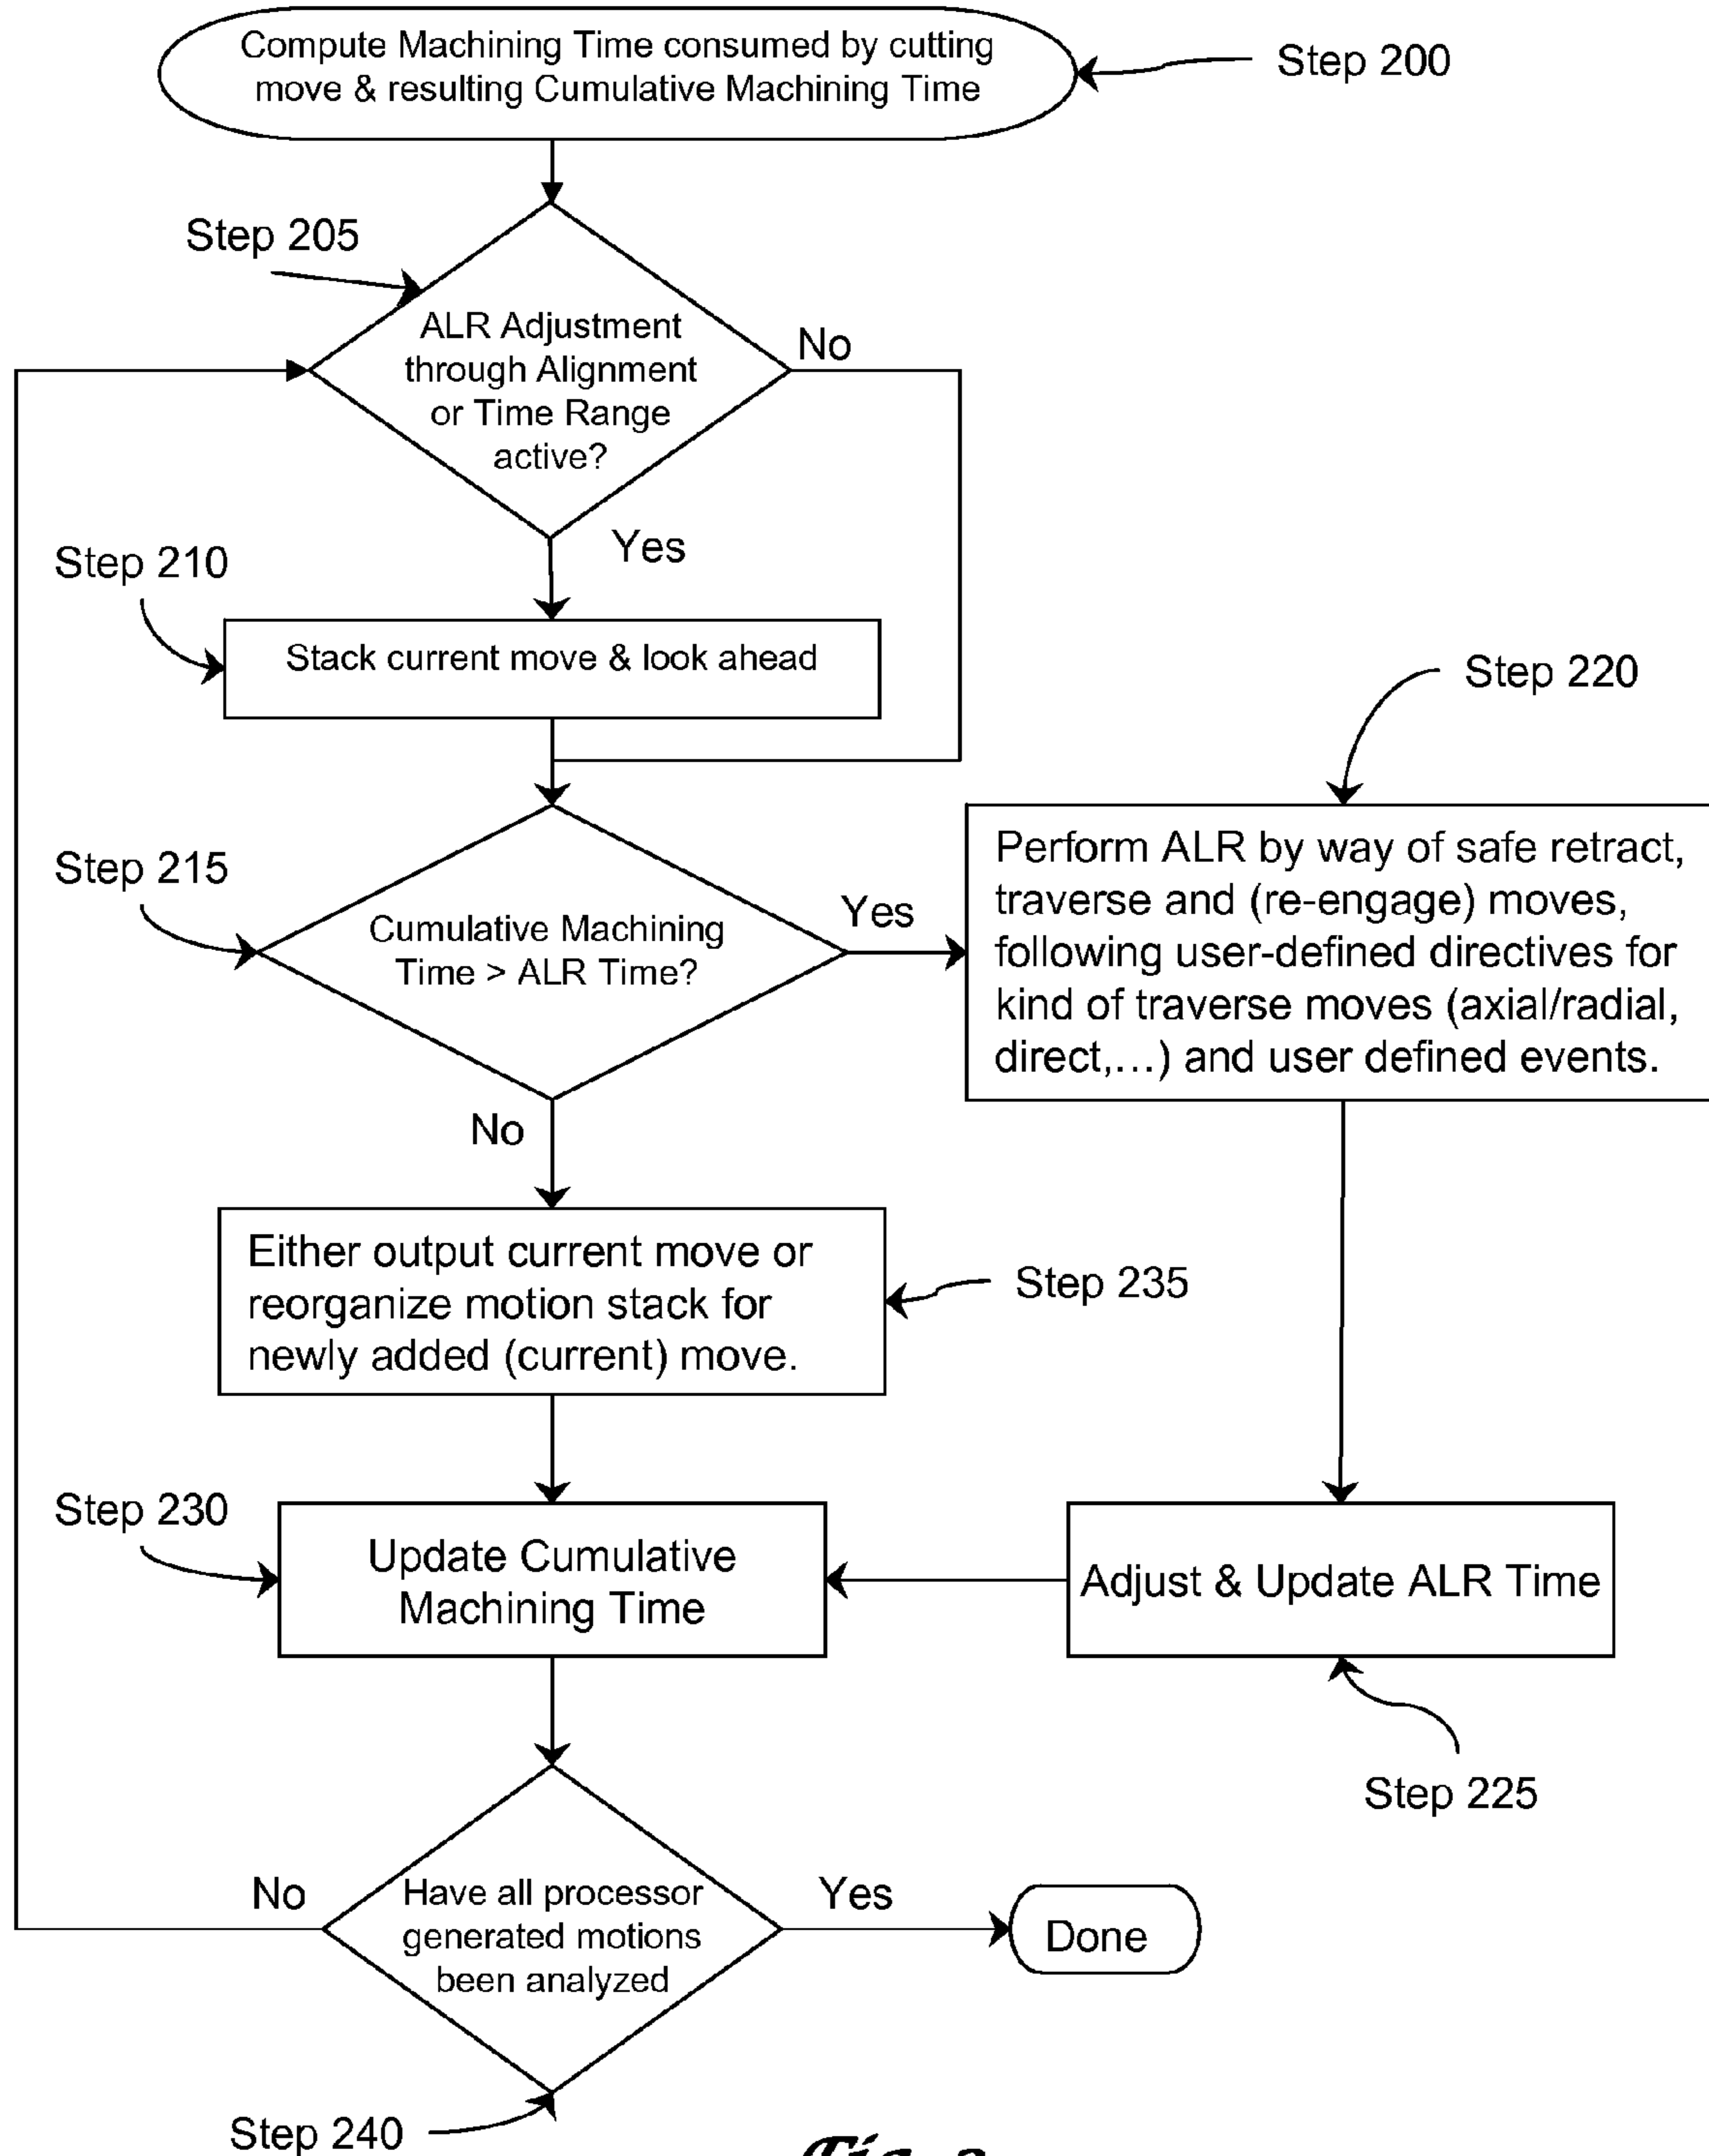 Compute Machining Time consumed by cutting
move & resulting Cumulative Machining Time
Step 200
Step 205
ALR Adjustment
through Alignment
or Time Range
active?
No
Yes
Step 210
Stack current move & look ahead
Step 220
Step 215
Cumulative Machining
Time > ALR Time?
Yes
Perform ALR by way of safe retract,
traverse and (re-engage) moves,
following user-defined directives for
kind of traverse moves (axial/radial,
direct,...) and user defined events.
No
Either output current move or
reorganize motion stack for
newly added (current) move.
Step 235
Step 230
Update Cumulative
Machining Time
Adjust & Update ALR Time
Step 225
No
Have all processor
generated motions
been analyzed
Yes
Done
Step 240